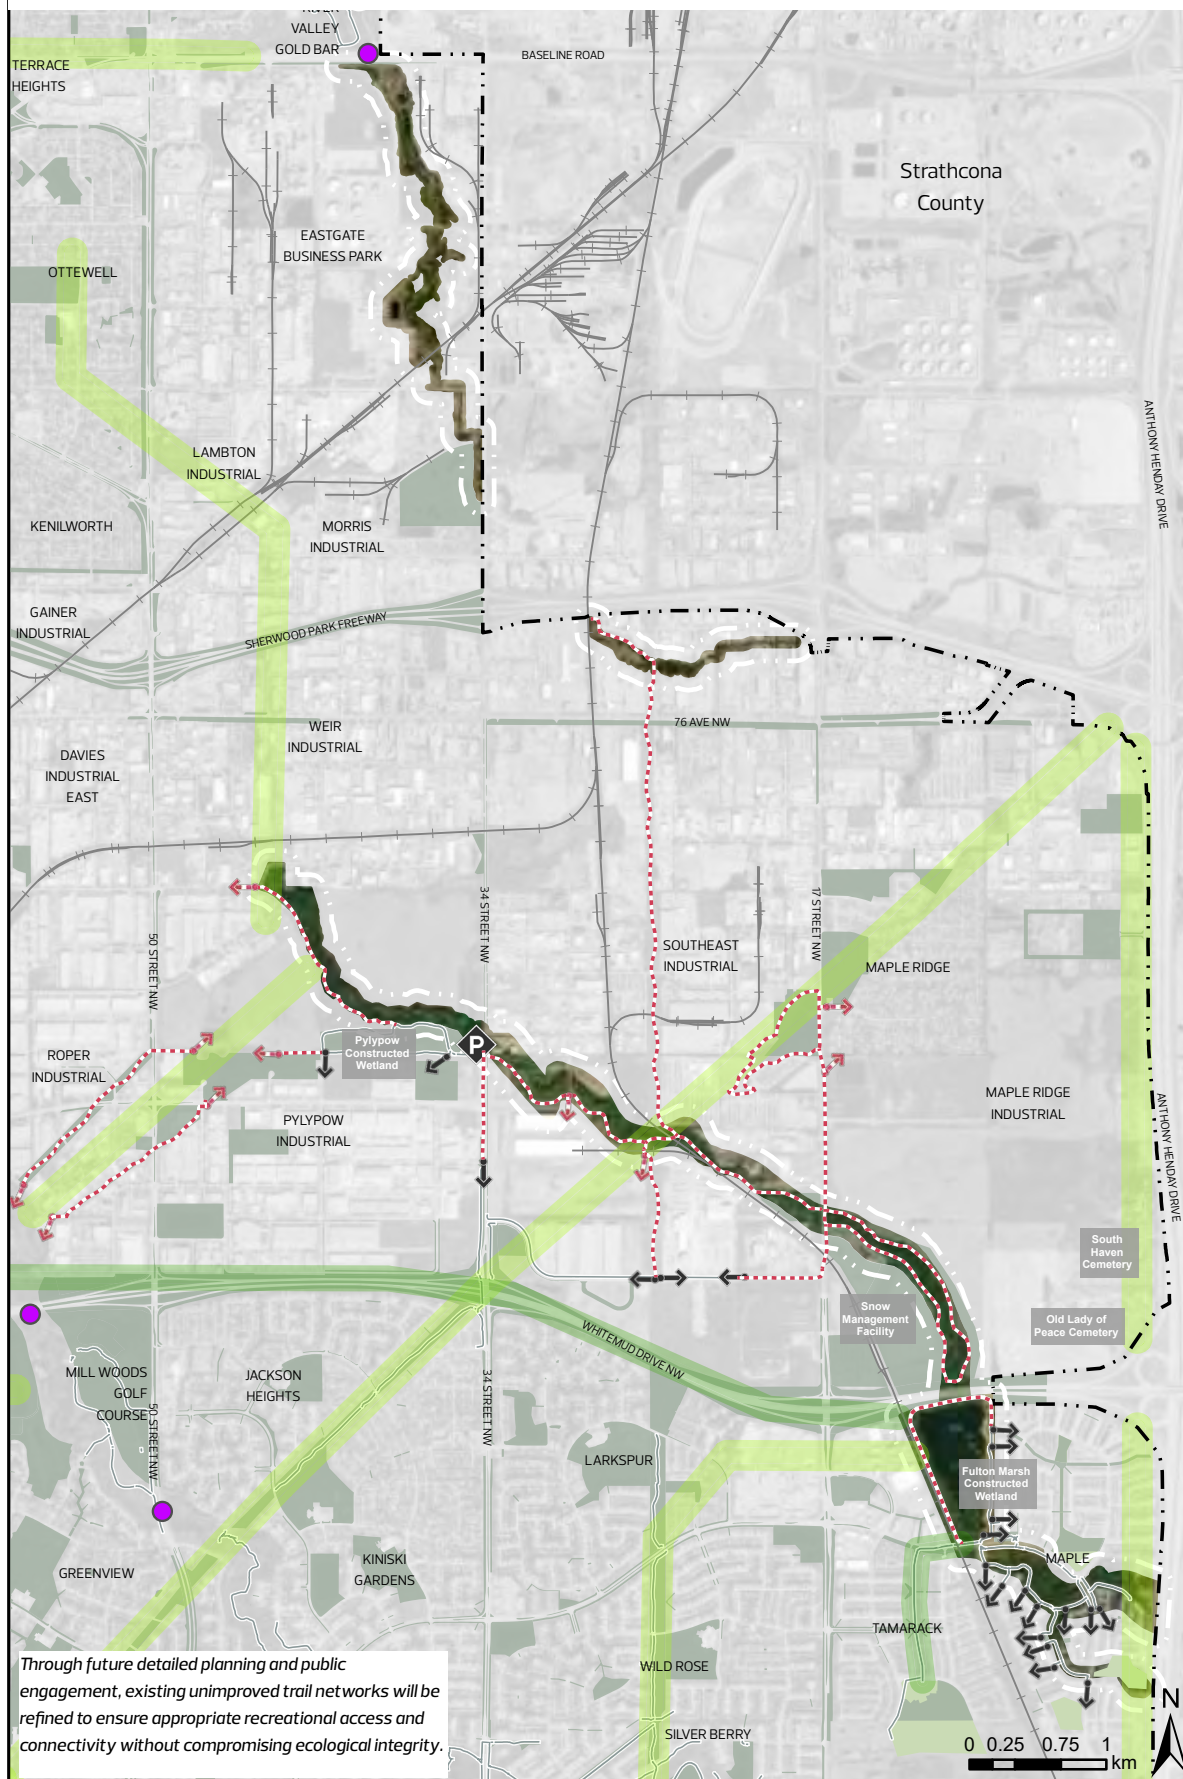 RIVER
VALLEY
GOLD BAR
BASELINE ROAD
TERRACE
HEIGHTS
Strathcona
County
EASTGATE
BUSINESS PARK
OTTEWELL
ANTHONY HENDAY DRIVE
LAMBTON
INDUSTRIAL
KENILWORTH
MORRIS
INDUSTRIAL
GAINER
INDUSTRIAL
SHERWOOD PARK FREEWAY
76 AVE NW
WEIR
INDUSTRIAL
DAVIES
INDUSTRIAL
EAST
34 STREET NW
17 STREET NW
50 STREET NW
SOUTHEAST
INDUSTRIAL
MAPLE RIDGE
P
Pylypow
Constructed
Wetland
ROPER
INDUSTRIAL
MAPLE RIDGE
INDUSTRIAL
PYLYPOW
INDUSTRIAL
ANTHONY HENDAY DRIVE
South
Haven
Cemetery
Snow
Management
Facility
Old Lady of
Peace Cemetery
WHITEMUD DRIVE NW
MILL WOODS
GOLF
COURSE
JACKSON
HEIGHTS
34 STREET NW
50 STREET NW
LARKSPUR
Fulton Marsh
Constructed
Wetland
GREENVIEW
KINISKI
GARDENS
MAPLE
TAMARACK
WILD ROSE
SILVER BERRY
Through future detailed planning and public
engagement, existing unimproved trail networks will be
refined to ensure appropriate recreational access and
connectivity without compromising ecological integrity.
N
0 0.25 0.75 1
km